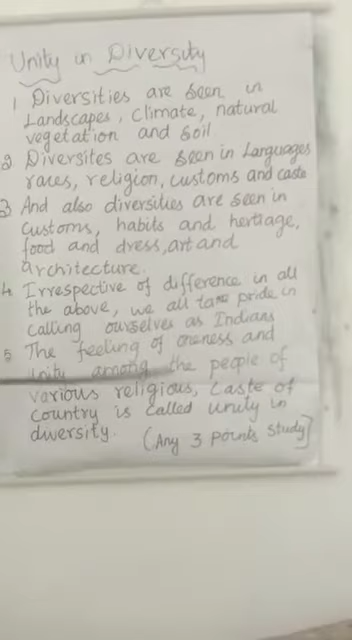 Unity in Diversity
1 Diversities are seen in
Landscapes, climate, natural
vegetation and soil
2 Diversites are seen in Languages
races, religion, customs and caste
3 And also diversities are seen in
customs, habits and heritage,
food and dress, art and
architecture.
4 Irrespective of difference in all
the above, we all take pride in
calling ourselves as Indians
5 The feeling of oneness and
unity among the people of
various religious, caste of
country is called unity in
diversity. (Any 3 points study)